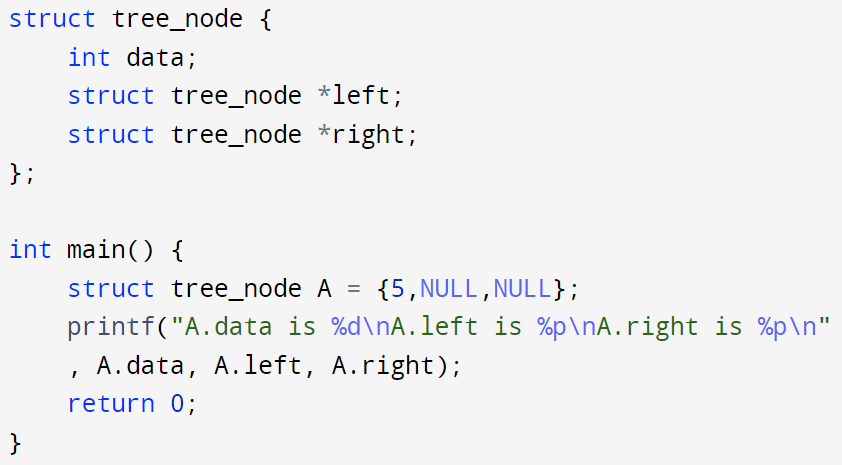 struct tree_node {
    int data;
    struct tree_node *left;
    struct tree_node *right;
};

int main() {
    struct tree_node A = {5,NULL,NULL};
    printf("A.data is %d\nA.left is %p\nA.right is %p\n"
    , A.data, A.left, A.right);
    return 0;
}